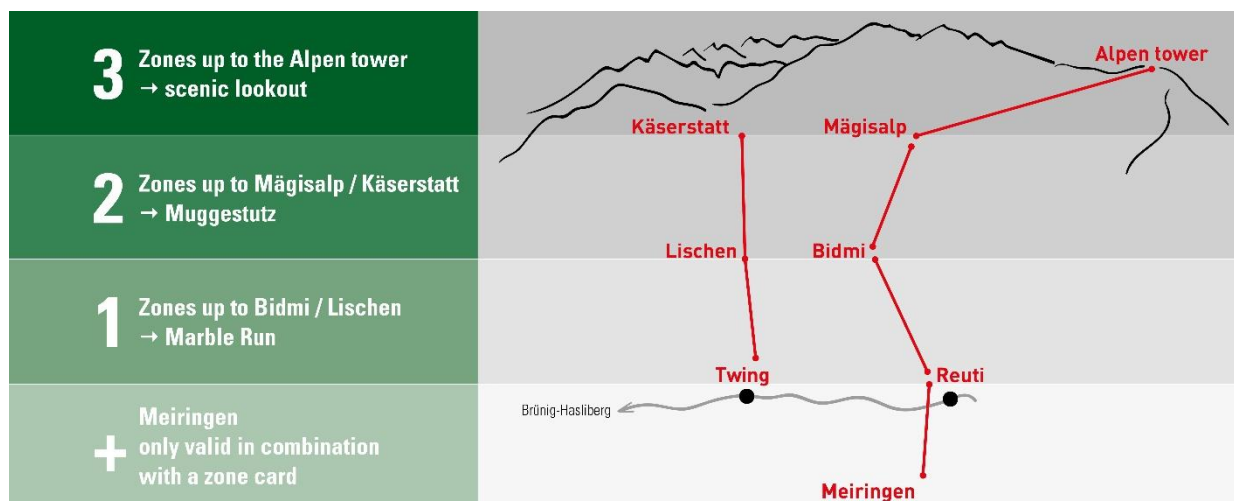 3
Zones up to the Alpen tower
→ scenic lookout
2
Zones up to Mägisalp / Käserstatt
→ Muggestutz
1
Zones up to Bidmi / Lischen
→ Marble Run
+
Meiringen
only valid in combination
with a zone card
Alpen tower
Käserstatt
Mägisalp
Lischen
Bidmi
Twing
Reuti
Brünig-Hasliberg
Meiringen